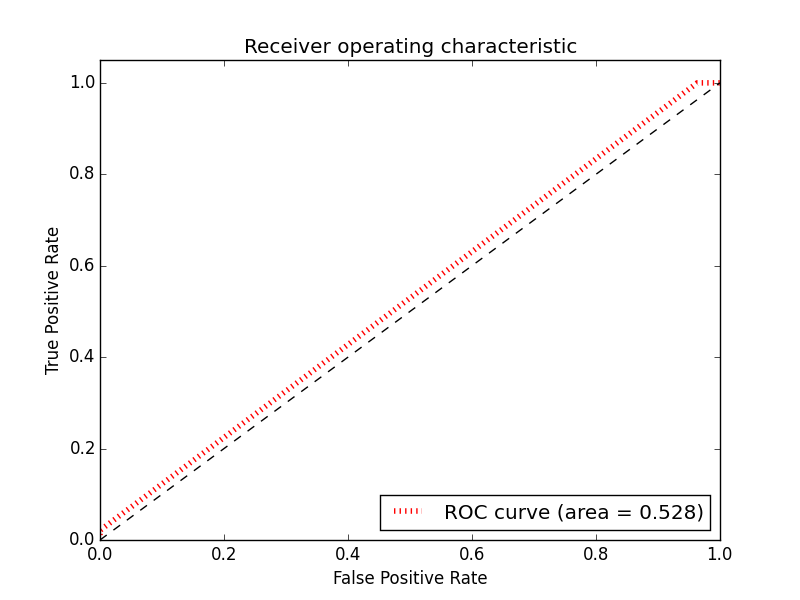 Receiver operating characteristic
True Positive Rate
1.0
0.8
0.6
0.4
0.2
0.0
ROC curve (area = 0.528)
0.0 0.2 0.4 0.6 0.8 1.0
False Positive Rate